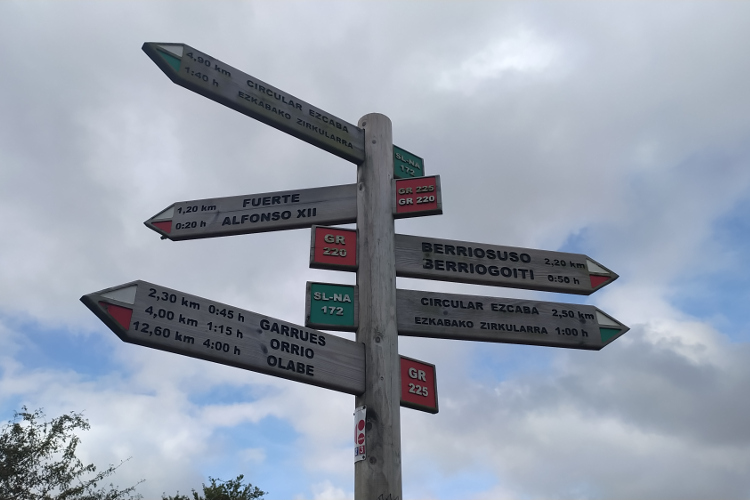 4,90 km CIRCULAR EZCABA
1:40 h EZKABAKO ZIRKULARRA
SL-NA
172
1,20 km FUERTE
0:20 h ALFONSO XII
GR 225
GR 220
GR
220
BERRIOSUSO 2,20 km
BERRIOGOITI 0:50 h
SL-NA
172
CIRCULAR EZCABA 2,50 km
EZKABAKO ZIRKULARRA 1:00 h
2,30 km 0:45 h GARRUES
4,00 km 1:15 h ORRIO
12,60 km 4:00 h OLABE
GR
225